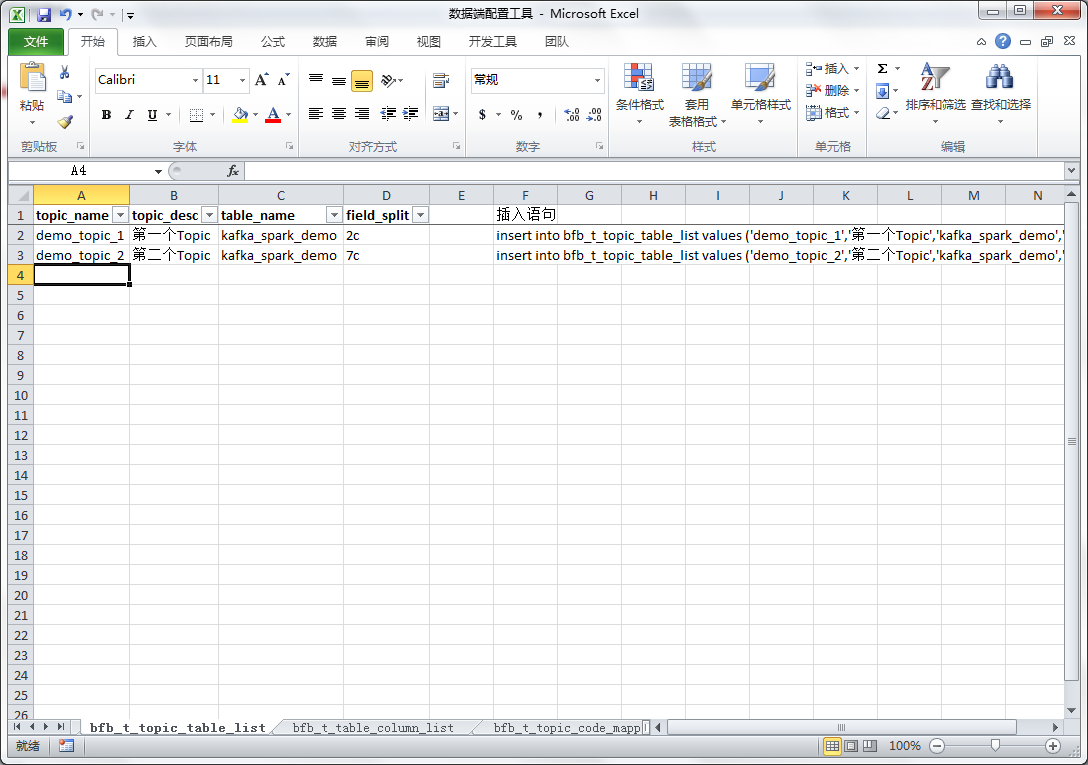 数据端配置工具 - Microsoft Excel
文件 开始 插入 页面布局 公式 数据 审阅 视图 开发工具 团队
粘贴 Calibri 11 常规 条件格式 套用 表格格式 单元格样式 插入 删除 格式 排序和筛选 查找和选择
B I U A $ % , Σ
剪贴板 字体 对齐方式 数字 样式 单元格 编辑
A4 fx
A B C D E F G H I J K L M N
1 topic_name topic_desc table_name field_split 插入语句
2 demo_topic_1 第一个Topic kafka_spark_demo 2c insert into bfb_t_topic_table_list values ('demo_topic_1','第一个Topic','kafka_spark_demo','
3 demo_topic_2 第二个Topic kafka_spark_demo 7c insert into bfb_t_topic_table_list values ('demo_topic_2','第二个Topic','kafka_spark_demo','
4
5
6
7
8
9
10
11
12
13
14
15
16
17
18
19
20
21
22
23
24
25
26
bfb_t_topic_table_list bfb_t_table_column_list bfb_t_topic_code_mapp
就绪 100%